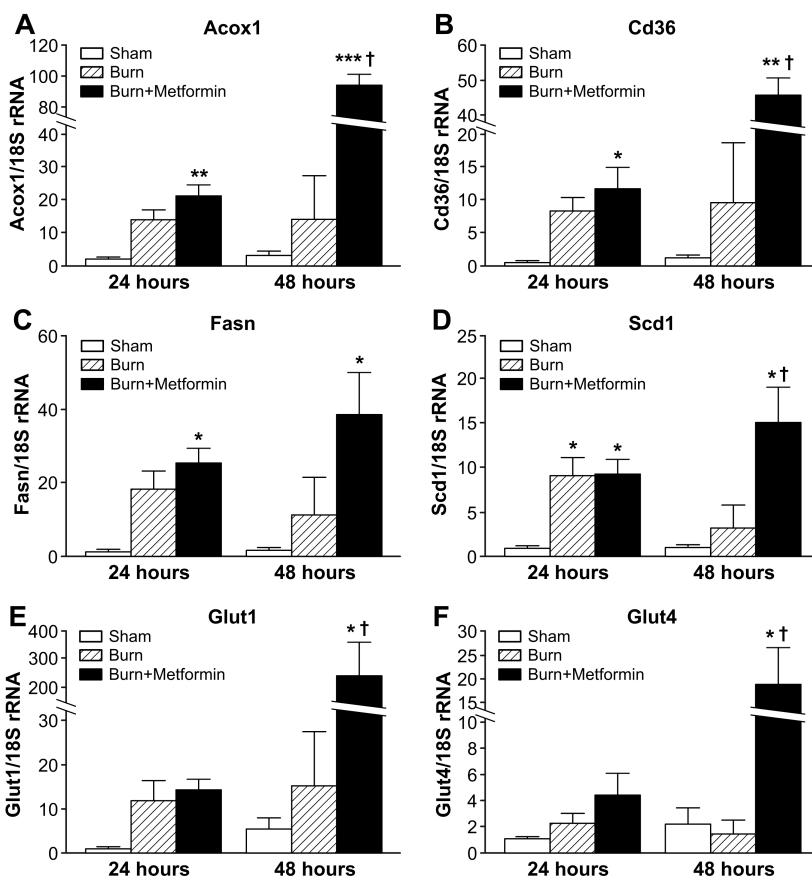 A
Acox1
Acox1/18S rRNA
120
100
80
40
30
20
10
0
Sham
Burn
Burn+Metformin
**
***†
24 hours
48 hours
B
Cd36
Cd36/18S rRNA
60
50
40
20
15
10
5
0
Sham
Burn
Burn+Metformin
*
**†
24 hours
48 hours
C
Fasn
Fasn/18S rRNA
60
40
20
0
Sham
Burn
Burn+Metformin
*
*
24 hours
48 hours
D
Scd1
Scd1/18S rRNA
25
20
15
10
5
0
Sham
Burn
Burn+Metformin
*
*
*†
24 hours
48 hours
E
Glut1
Glut1/18S rRNA
400
300
200
30
20
10
0
Sham
Burn
Burn+Metformin
*†
24 hours
48 hours
F
Glut4
Glut4/18S rRNA
30
25
20
15
10
8
6
4
2
0
Sham
Burn
Burn+Metformin
*†
24 hours
48 hours